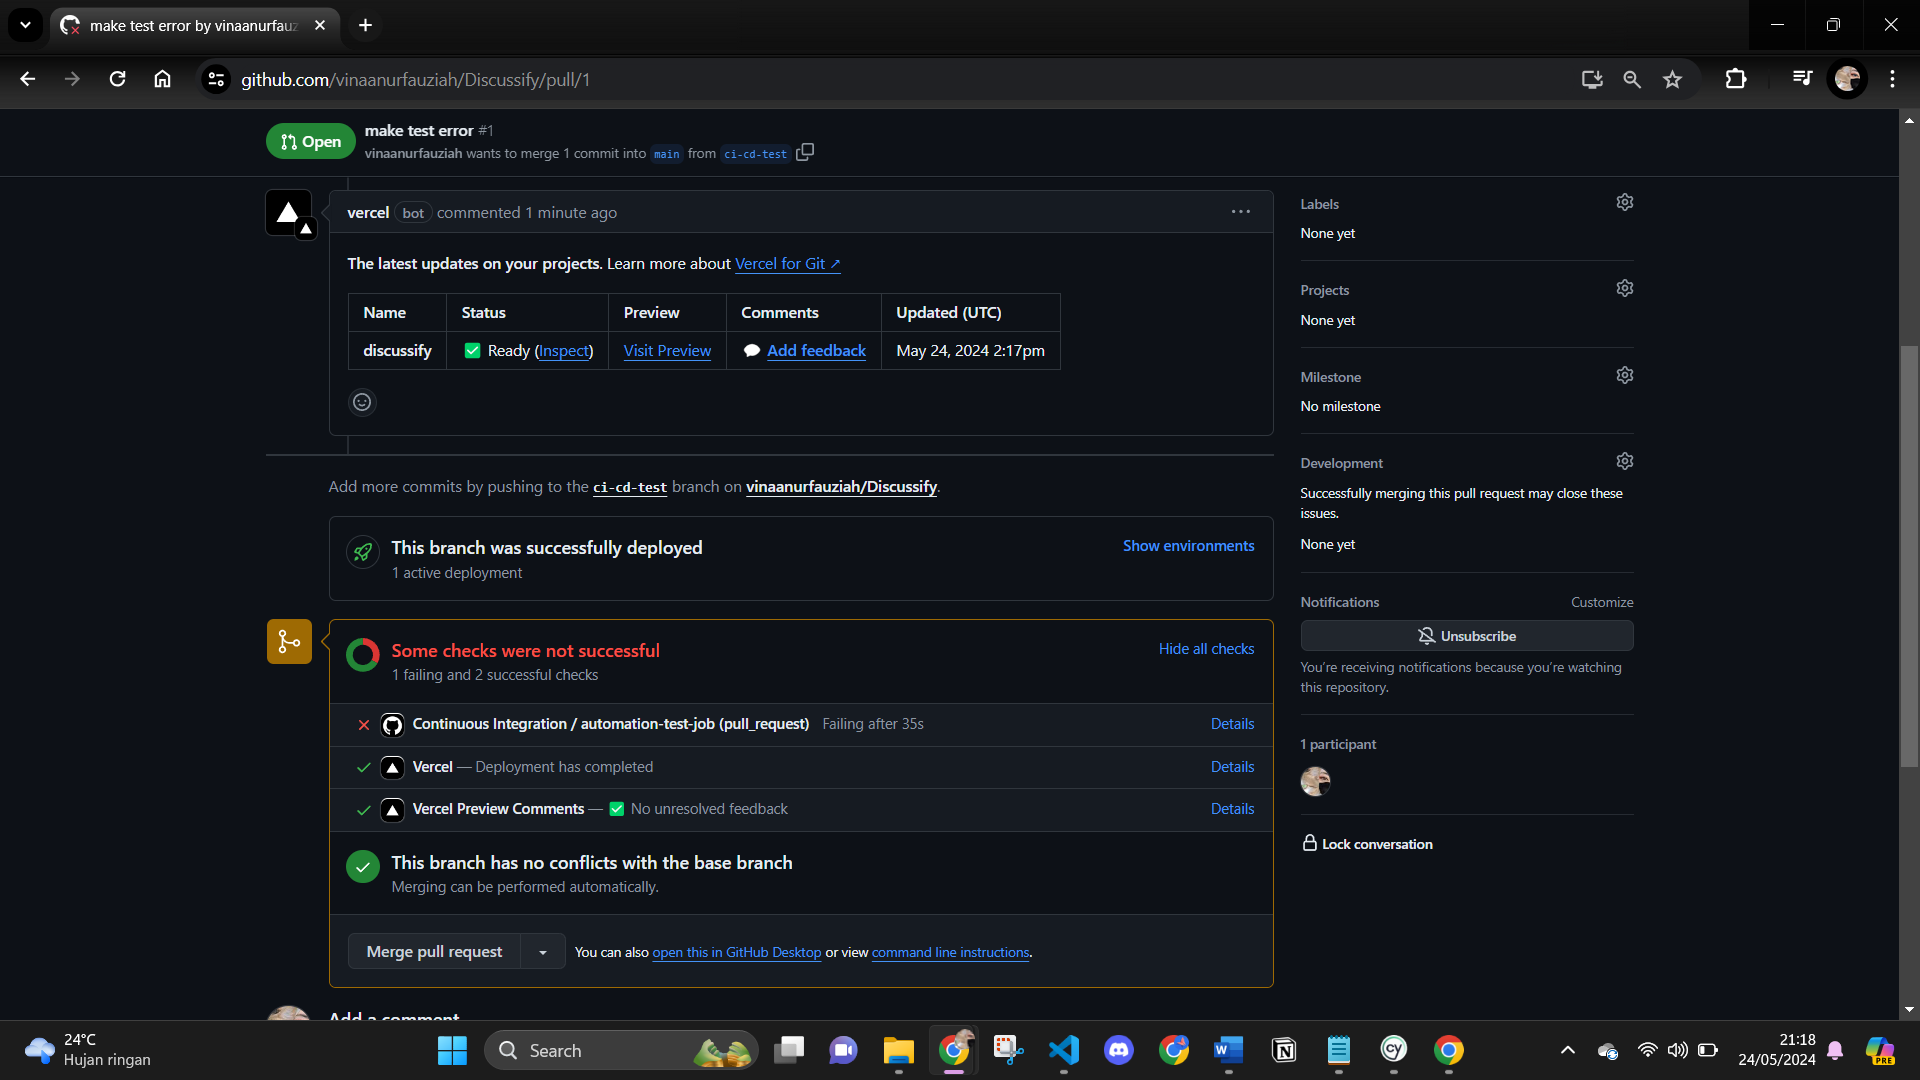 make test error by vinaanurfauz
github.com/vinaanurfauziah/Discussify/pull/1
Open
make test error #1
vinaanurfauziah wants to merge 1 commit into main from ci-cd-test
vercel bot commented 1 minute ago
The latest updates on your projects. Learn more about Vercel for Git ↗
Name Status Preview Comments Updated (UTC)
discussify ✅ Ready (Inspect) Visit Preview 💬 Add feedback May 24, 2024 2:17pm
Add more commits by pushing to the ci-cd-test branch on vinaanurfauziah/Discussify.
This branch was successfully deployed
1 active deployment
Show environments
Some checks were not successful
1 failing and 2 successful checks
Hide all checks
Continuous Integration / automation-test-job (pull_request) Failing after 35s Details
Vercel — Deployment has completed Details
Vercel Preview Comments — ✅ No unresolved feedback Details
This branch has no conflicts with the base branch
Merging can be performed automatically.
Merge pull request
You can also open this in GitHub Desktop or view command line instructions.
Add a comment
Labels
None yet
Projects
None yet
Milestone
No milestone
Development
Successfully merging this pull request may close these
issues.
None yet
Notifications Customize
Unsubscribe
You're receiving notifications because you're watching
this repository.
1 participant
Lock conversation
24°C
Hujan ringan
Search
21:18
24/05/2024
PRE